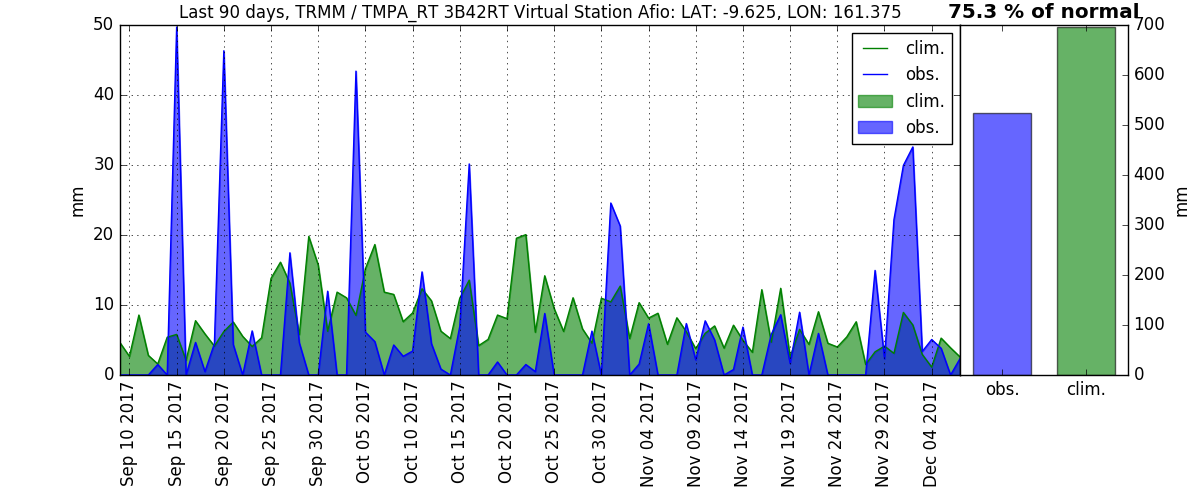 Last 90 days, TRMM / TMPA_RT 3B42RT Virtual Station Afio: LAT: -9.625, LON: 161.375
75.3 % of normal
50
40
30
20
10
0
mm
clim.
obs.
clim.
obs.
700
600
500
400
300
200
100
0
mm
obs.
clim.
Sep 10 2017
Sep 15 2017
Sep 20 2017
Sep 25 2017
Sep 30 2017
Oct 05 2017
Oct 10 2017
Oct 15 2017
Oct 20 2017
Oct 25 2017
Oct 30 2017
Nov 04 2017
Nov 09 2017
Nov 14 2017
Nov 19 2017
Nov 24 2017
Nov 29 2017
Dec 04 2017